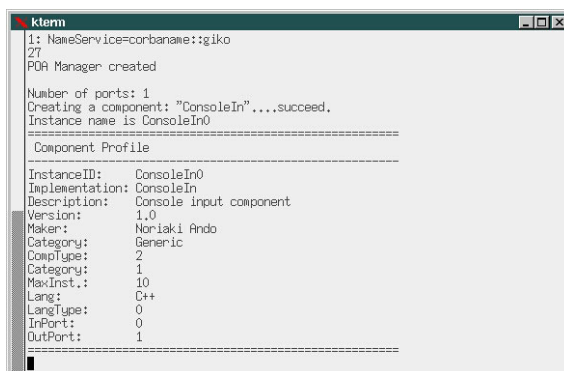 kterm
1: NameService=corbaname::giko
27
POA Manager created
Number of ports: 1
Creating a component: "ConsoleIn"....succeed.
Instance name is ConsoleIn0
=======================================================
Component Profile
-------------------------------------------------------
InstanceID: ConsoleIn0
Implementation: ConsoleIn
Description: Console input component
Version: 1.0
Maker: Noriaki Ando
Category: Generic
CompType: 2
Category: 1
MaxInst.: 10
Lang: C++
LangType: 0
InPort: 0
OutPort: 1
=======================================================